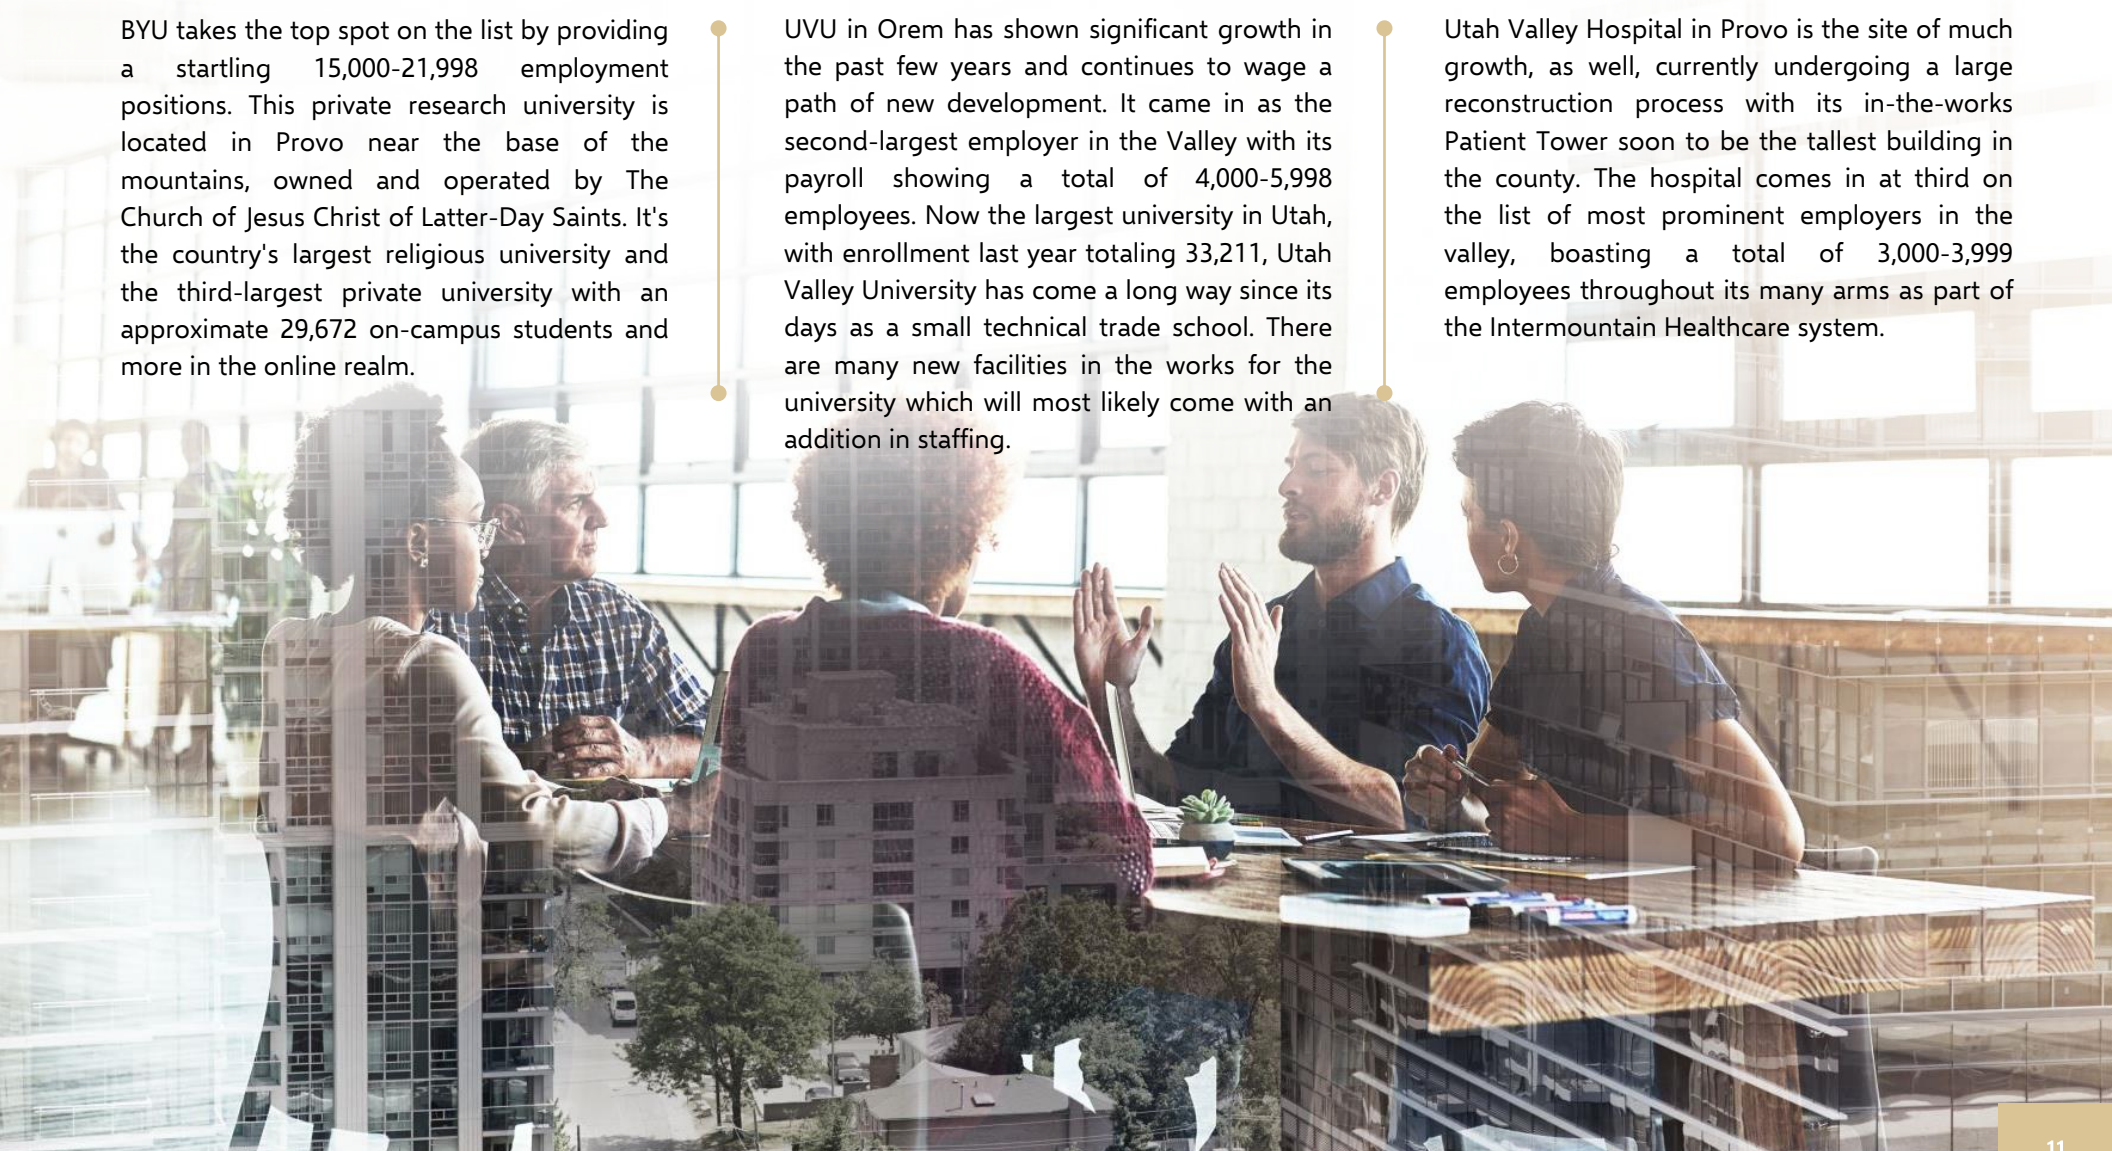 BYU takes the top spot on the list by providing
a startling 15,000-21,998 employment
positions. This private research university is
located in Provo near the base of the
mountains, owned and operated by The
Church of Jesus Christ of Latter-Day Saints. It's
the country's largest religious university and
the third-largest private university with an
approximate 29,672 on-campus students and
more in the online realm.
UVU in Orem has shown significant growth in
the past few years and continues to wage a
path of new development. It came in as the
second-largest employer in the Valley with its
payroll showing a total of 4,000-5,998
employees. Now the largest university in Utah,
with enrollment last year totaling 33,211, Utah
Valley University has come a long way since its
days as a small technical trade school. There
are many new facilities in the works for the
university which will most likely come with an
addition in staffing.
Utah Valley Hospital in Provo is the site of much
growth, as well, currently undergoing a large
reconstruction process with its in-the-works
Patient Tower soon to be the tallest building in
the county. The hospital comes in at third on
the list of most prominent employers in the
valley, boasting a total of 3,000-3,999
employees throughout its many arms as part of
the Intermountain Healthcare system.
11